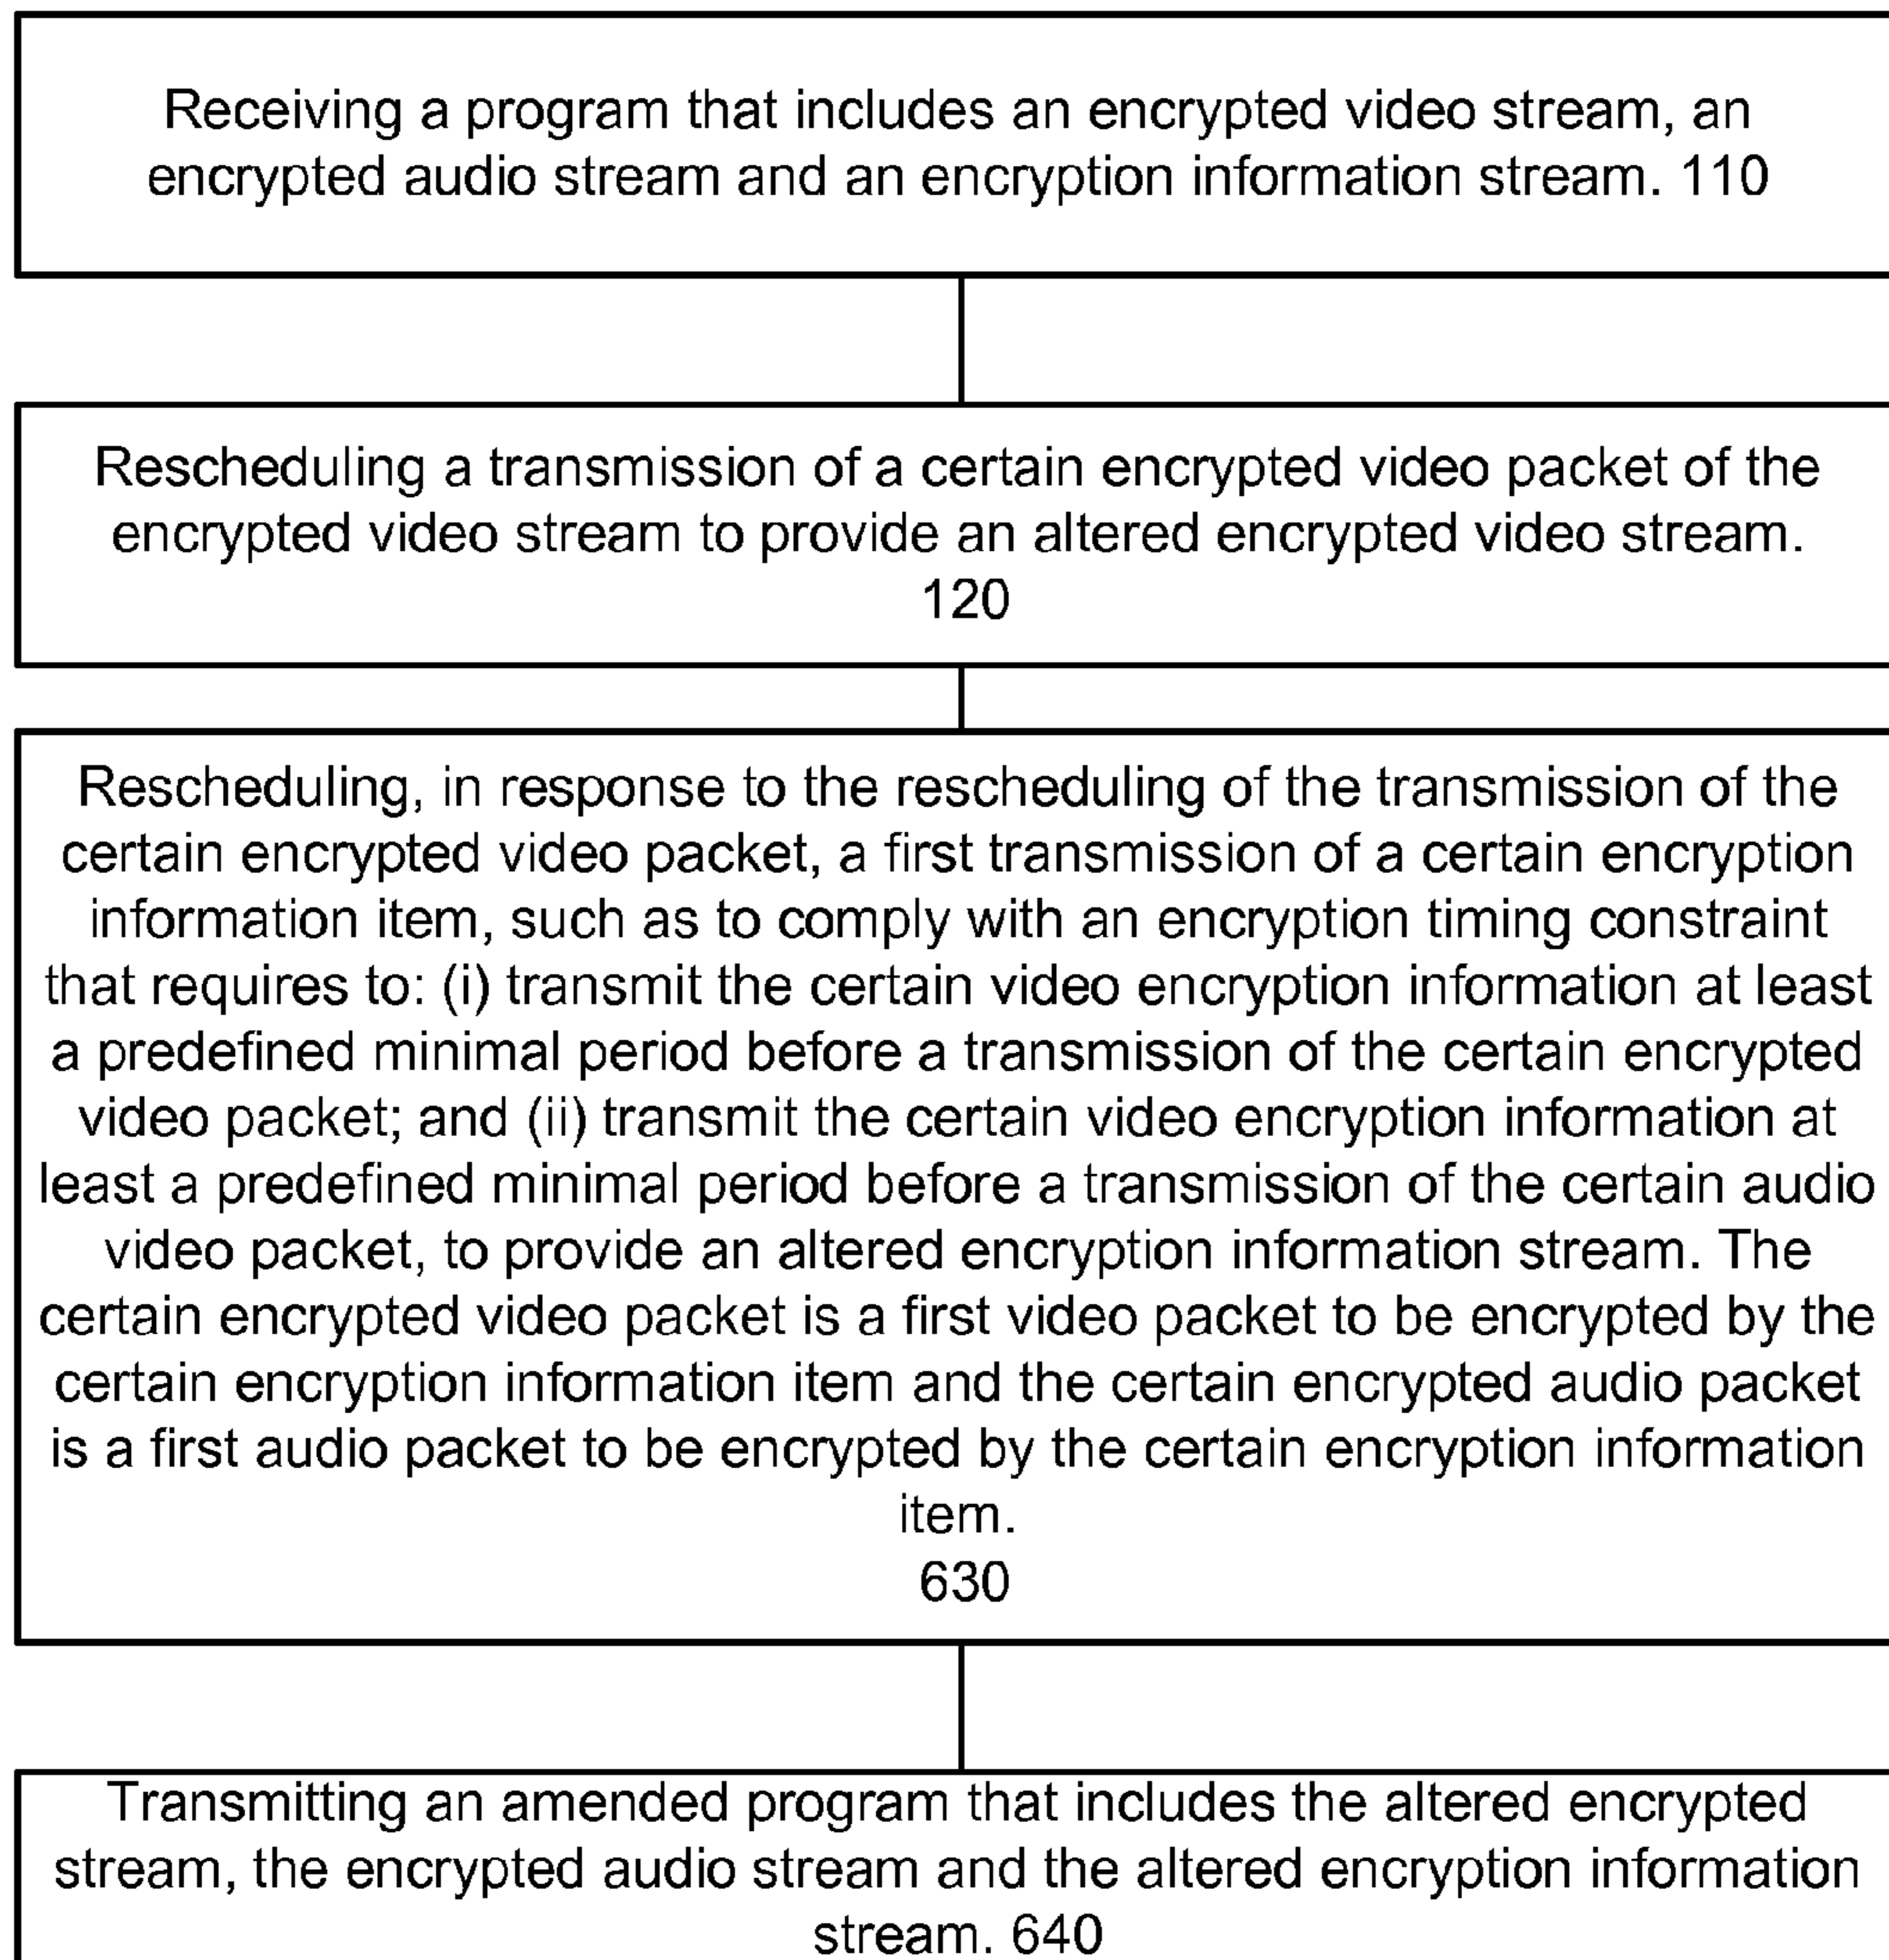 Receiving a program that includes an encrypted video stream, an
encrypted audio stream and an encryption information stream. 110
Rescheduling a transmission of a certain encrypted video packet of the
encrypted video stream to provide an altered encrypted video stream.
120
Rescheduling, in response to the rescheduling of the transmission of the
certain encrypted video packet, a first transmission of a certain encryption
information item, such as to comply with an encryption timing constraint
that requires to: (i) transmit the certain video encryption information at least
a predefined minimal period before a transmission of the certain encrypted
video packet; and (ii) transmit the certain video encryption information at
least a predefined minimal period before a transmission of the certain audio
video packet, to provide an altered encryption information stream. The
certain encrypted video packet is a first video packet to be encrypted by the
certain encryption information item and the certain encrypted audio packet
is a first audio packet to be encrypted by the certain encryption information
item.
630
Transmitting an amended program that includes the altered encrypted
stream, the encrypted audio stream and the altered encryption information
stream. 640